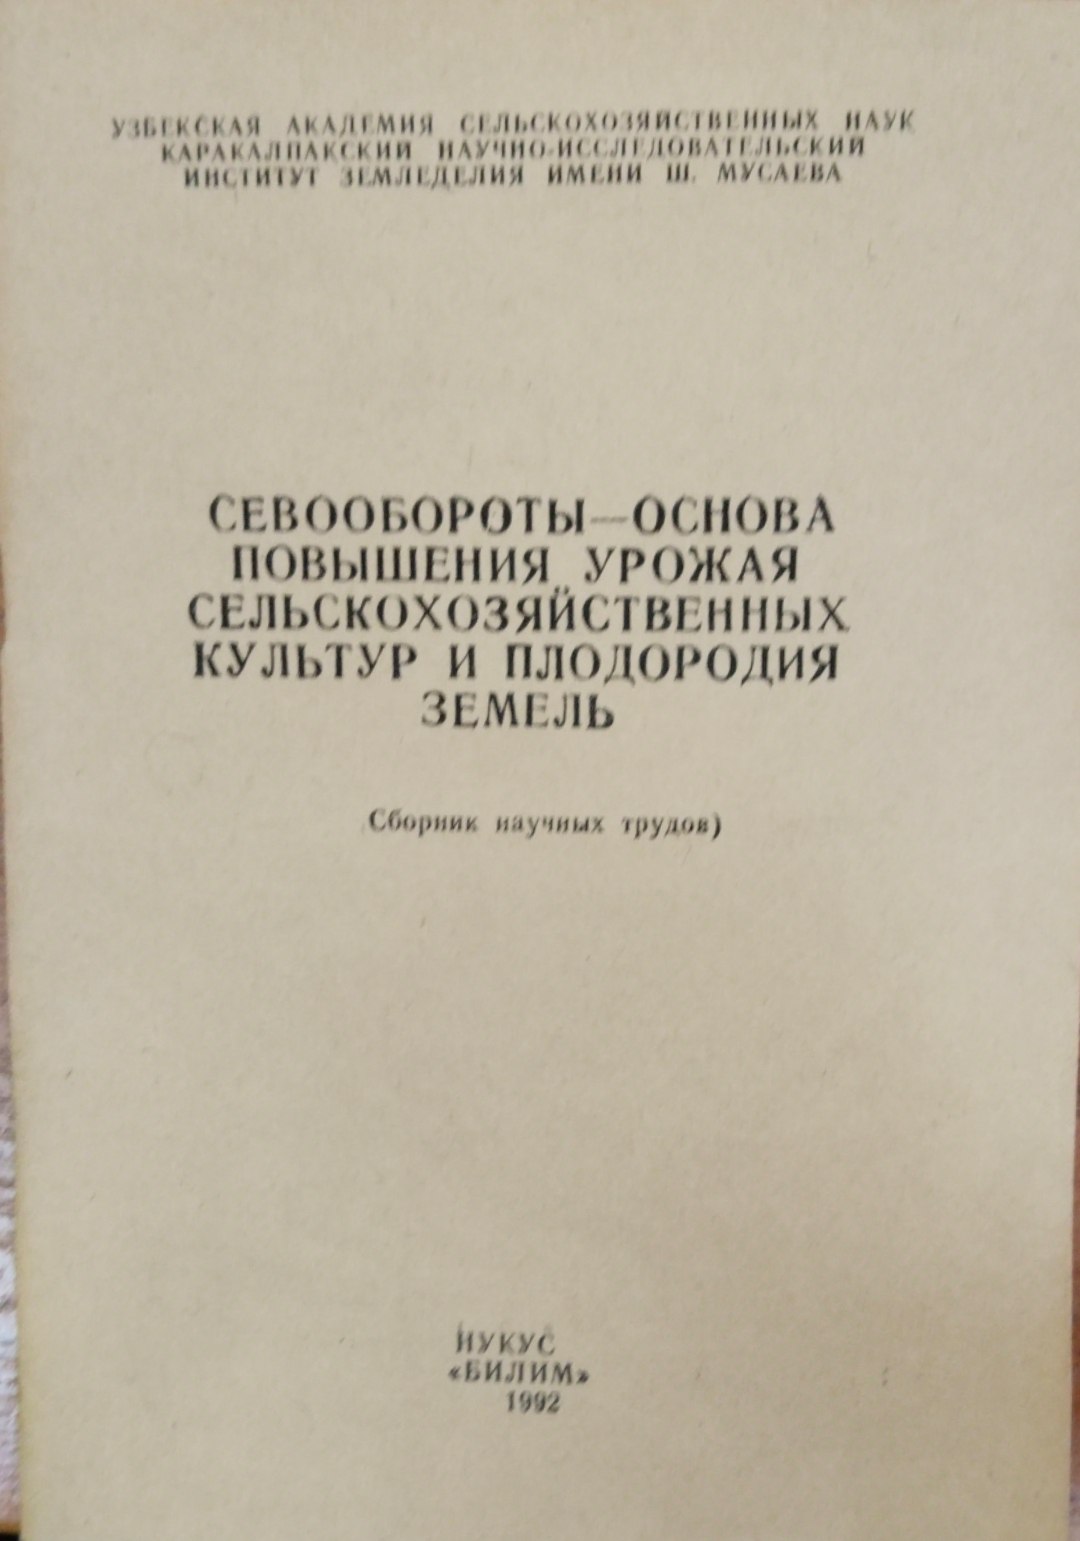 УЗБЕКСКАЯ АКАДЕМИЯ СЕЛЬСКОХОЗЯЙСТВЕННЫХ НАУК
КАРАКАЛПАКСКИЙ НАУЧНО-ИССЛЕДОВАТЕЛЬСКИЙ
ИНСТИТУТ ЗЕМЛЕДЕЛИЯ ИМЕНИ Ш. МУСАЕВА
СЕВООБОРОТЫ—ОСНОВА
ПОВЫШЕНИЯ УРОЖАЯ
СЕЛЬСКОХОЗЯЙСТВЕННЫХ
КУЛЬТУР И ПЛОДОРОДИЯ
ЗЕМЕЛЬ
Сборник научных трудов)
НУКУС
«БИЛИМ»
1992